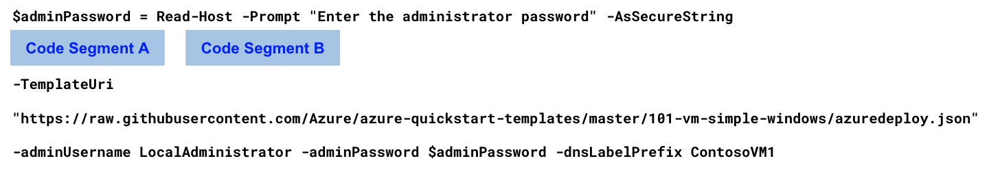 $adminPassword = Read-Host -Prompt "Enter the administrator password" -AsSecureString
Code Segment A Code Segment B
-TemplateUri
"https://raw.githubusercontent.com/Azure/azure-quickstart-templates/master/101-vm-simple-windows/azuredeploy.json"
-adminUsername LocalAdministrator -adminPassword $adminPassword -dnsLabelPrefix ContosoVM1